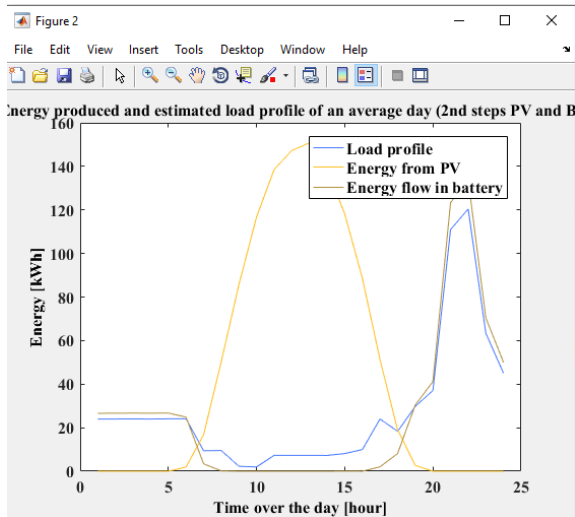 Figure 2
File Edit View Insert Tools Desktop Window Help
Energy produced and estimated load profile of an average day (2nd steps PV and B
160
140
120
100
80
60
40
20
0
Energy [kWh]
Load profile
Energy from PV
Energy flow in battery
0 5 10 15 20 25
Time over the day [hour]